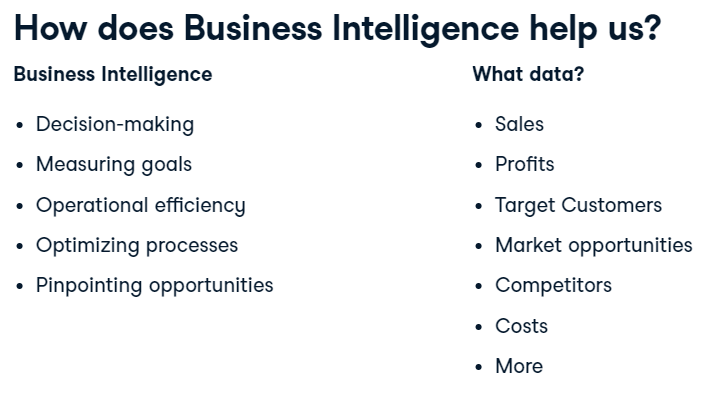 How does Business Intelligence help us?
Business Intelligence
• Decision-making
• Measuring goals
• Operational efficiency
• Optimizing processes
• Pinpointing opportunities
What data?
• Sales
• Profits
• Target Customers
• Market opportunities
• Competitors
• Costs
• More